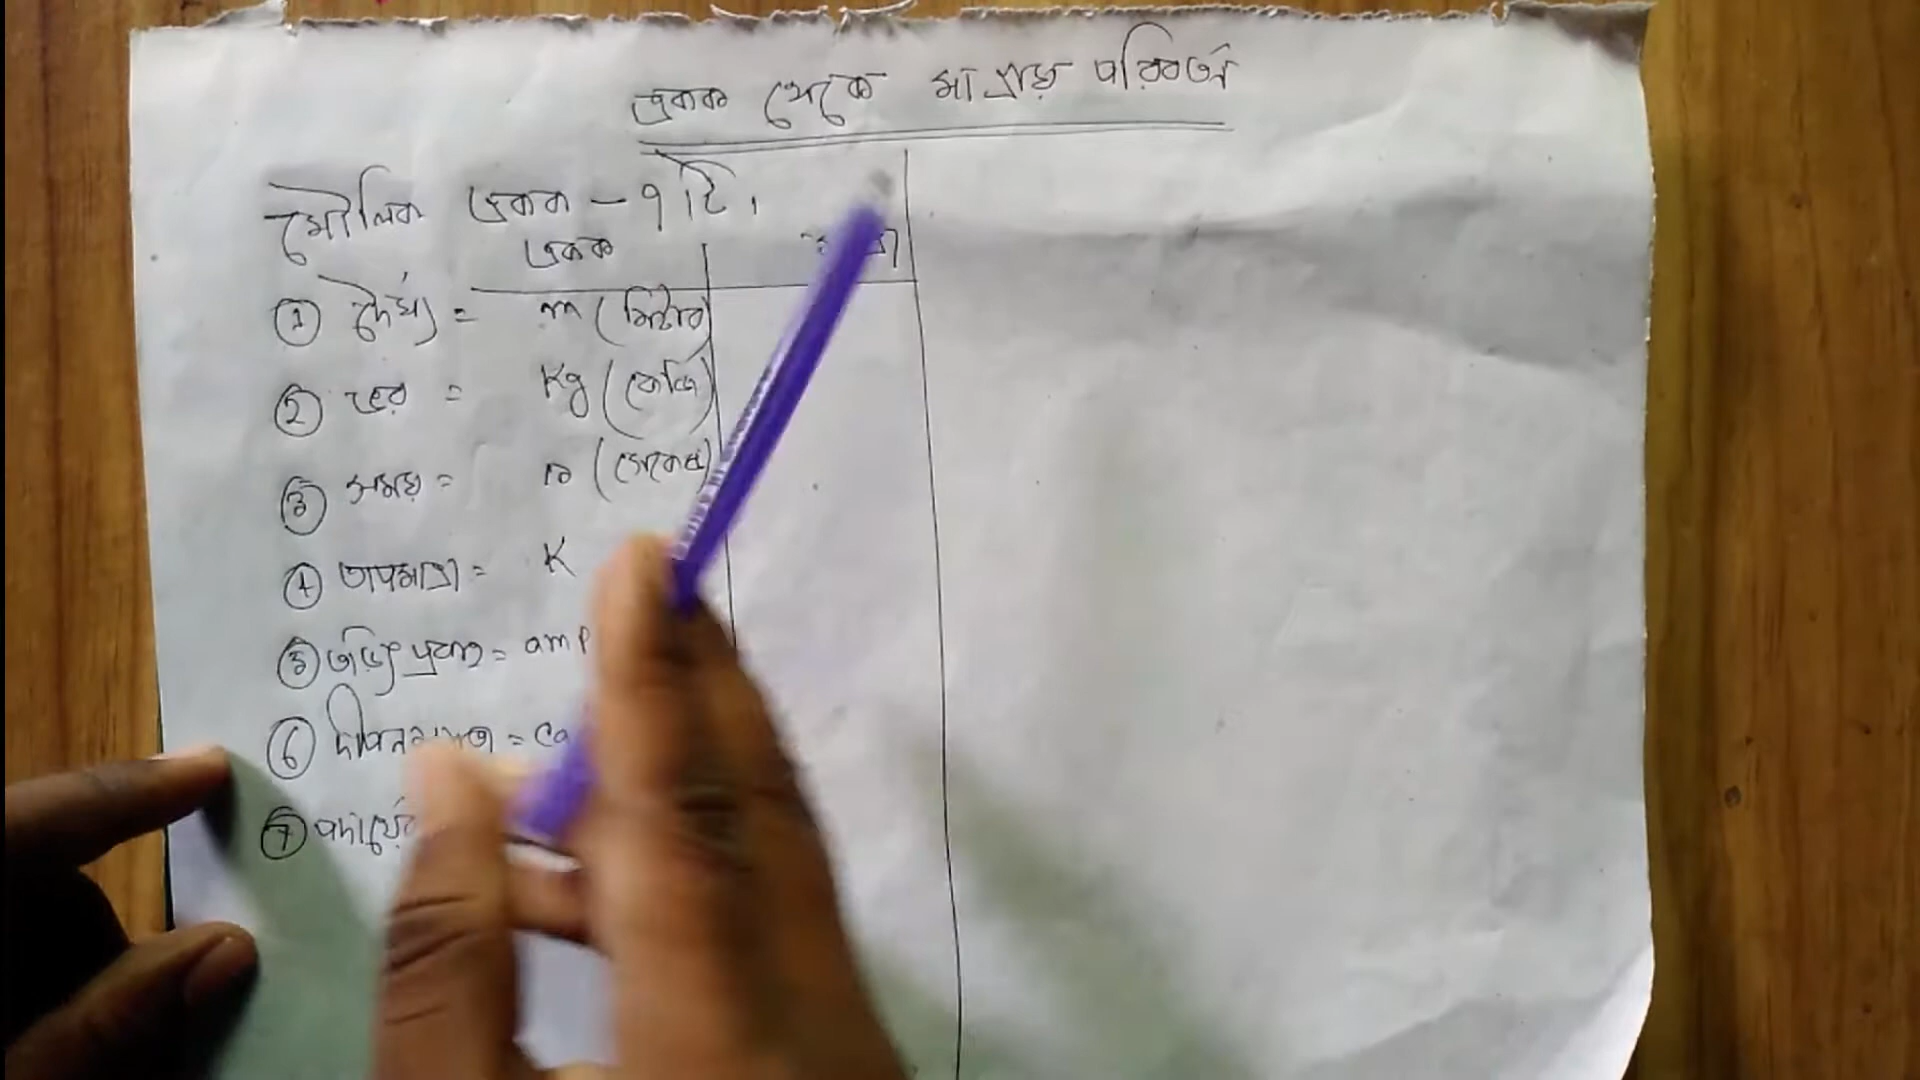 একক থেকে মাত্রায় পরিবর্তন
মৌলিক একক - ৭ টি।
একক
① দৈর্ঘ্য = m (মিটার)
② ভর = Kg (কেজি)
③ সময় = s (সেকেন্ড)
④ তাপমাত্রা = K
⑤ তড়িৎ প্রবাহ = amp
⑥ = ca
⑦ পদার্থের